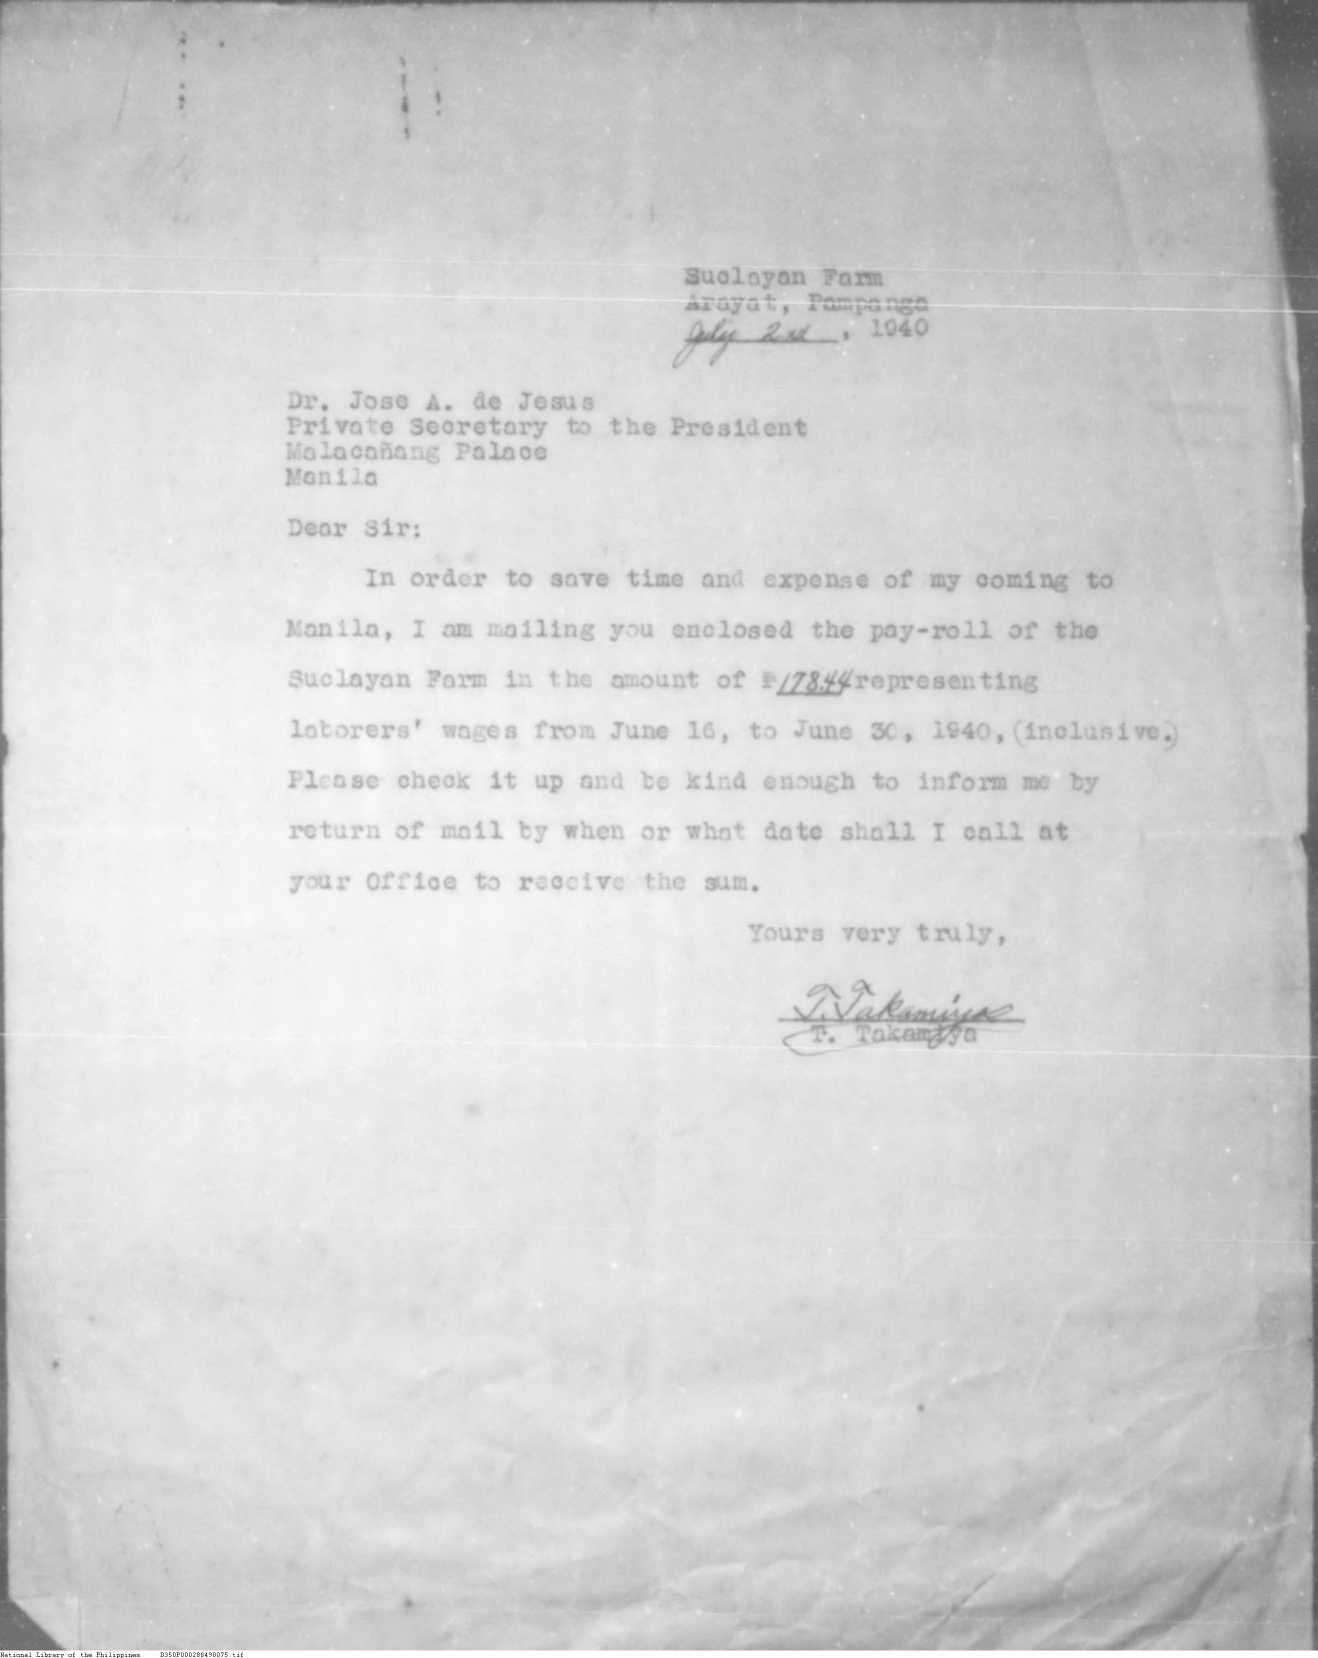 Suclayan Farm
Arayat, Pampanga
July 2nd, 1940
Dr. Jose A. de Jesus
Private Secretary to the President
Malacañang Palace
Manila
Dear Sir:
In order to save time and expense of my coming to
Manila, I am mailing you enclosed the pay-roll of the
Suclayan Farm in the amount of ₱178.44 representing
laborers' wages from June 16, to June 30, 1940, (inclusive.)
Please check it up and be kind enough to inform me by
return of mail by when or what date shall I call at
your Office to receive the sum.
Yours very truly,
T. Takamiya
T. Takamiya
National Library of the Philippines B350P000288498075.tif